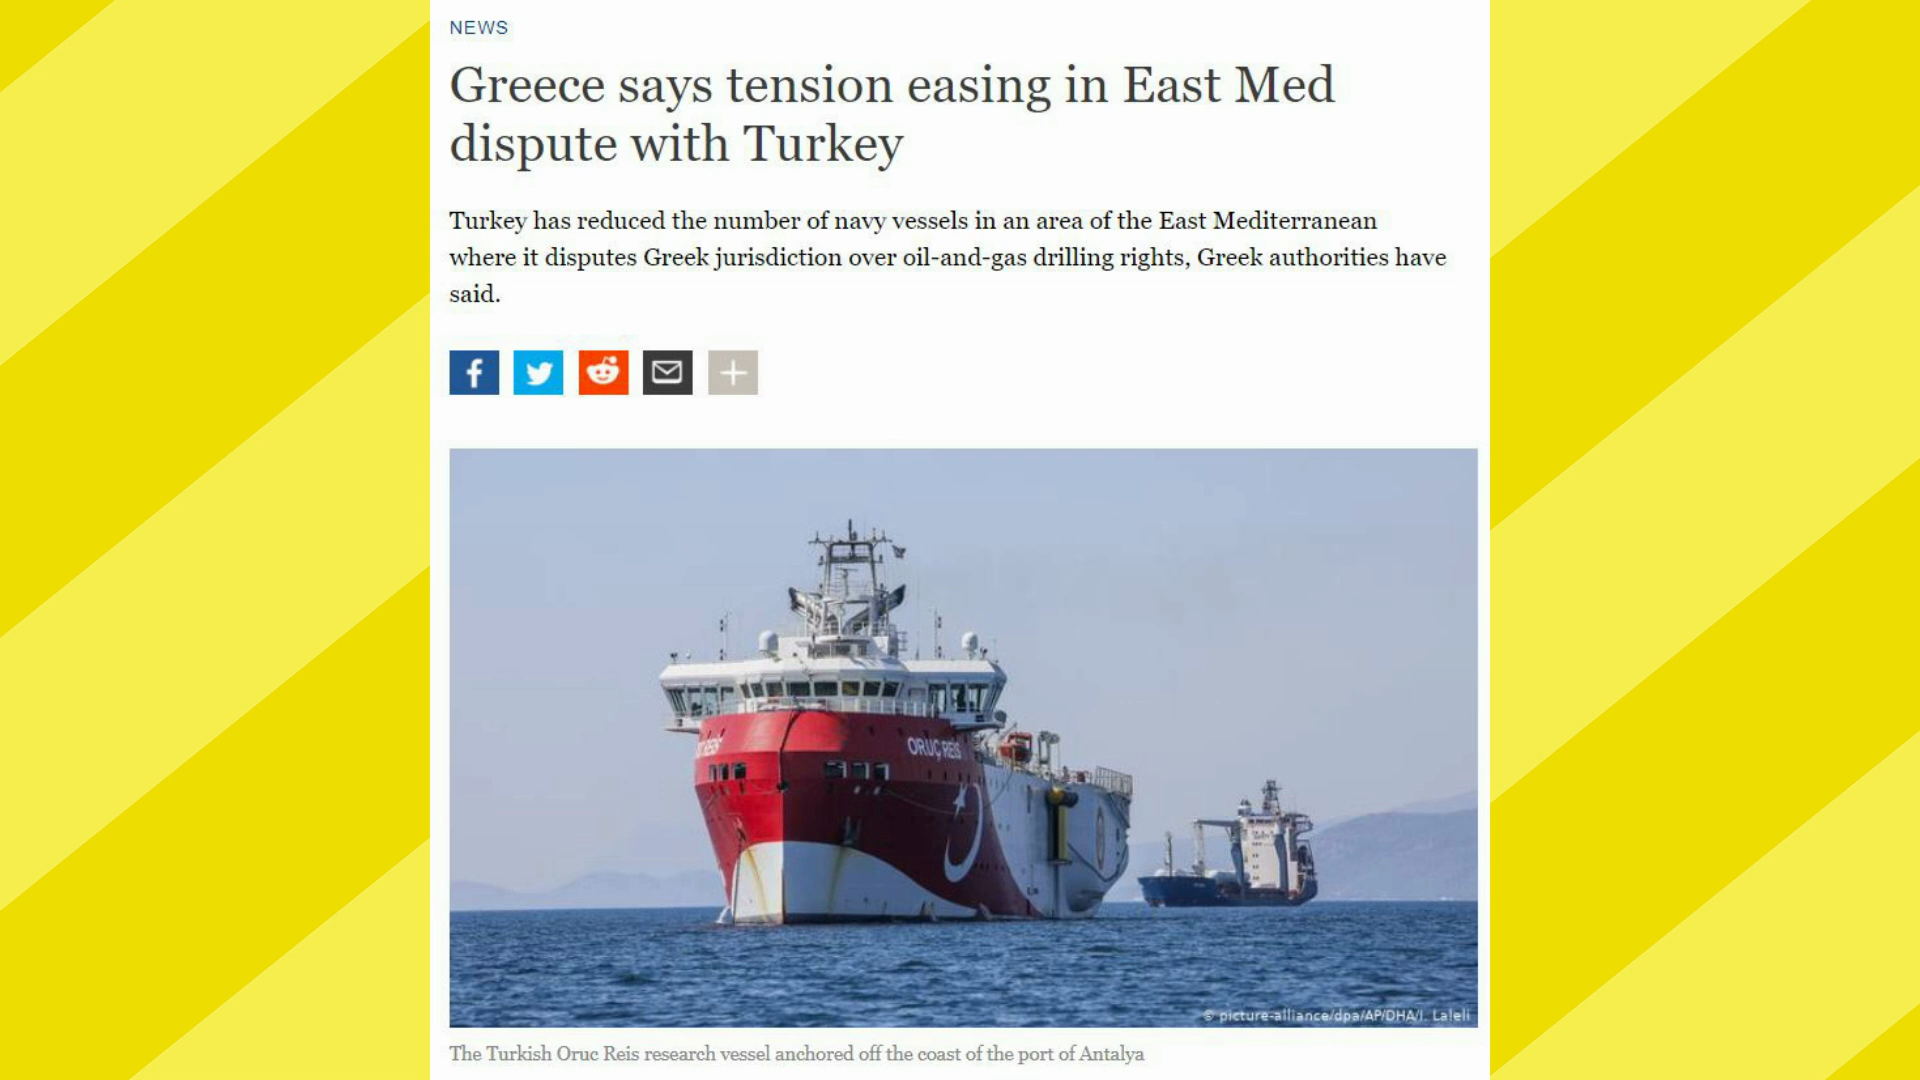 NEWS
Greece says tension easing in East Med
dispute with Turkey
Turkey has reduced the number of navy vessels in an area of the East Mediterranean
where it disputes Greek jurisdiction over oil-and-gas drilling rights, Greek authorities have
said.
ORUÇ REIS
© picture-alliance/dpa/AP/DHA/I. Laleli
The Turkish Oruc Reis research vessel anchored off the coast of the port of Antalya